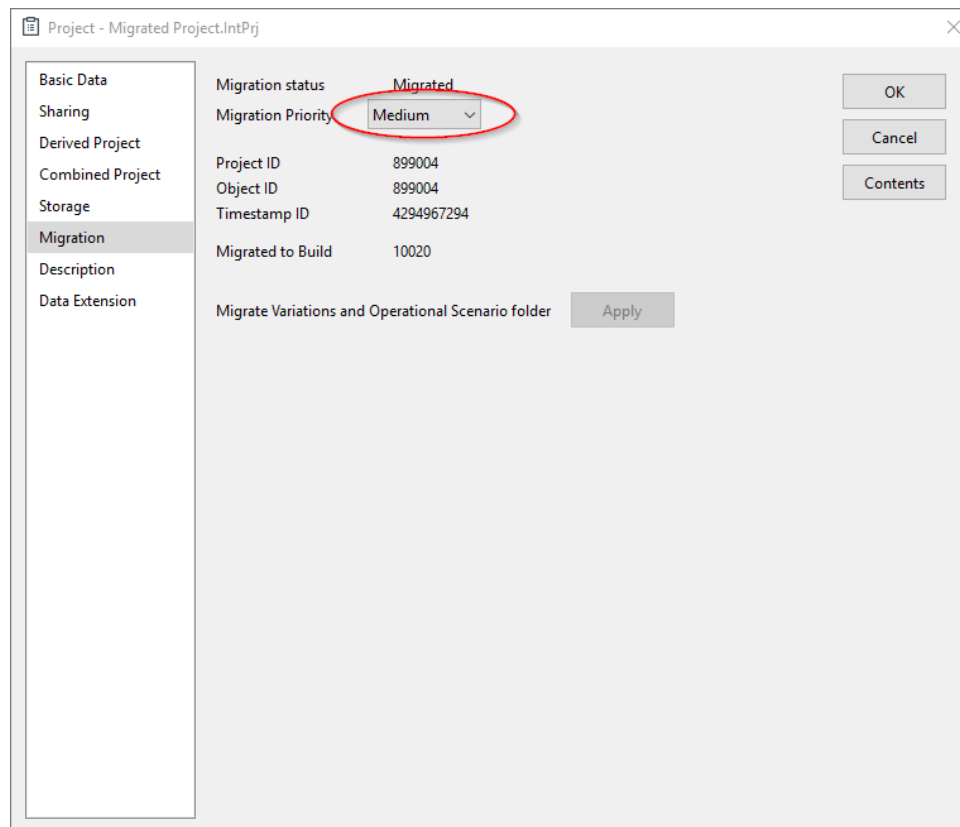 Project - Migrated Project.IntPrj
Basic Data
Sharing
Derived Project
Combined Project
Storage
Migration
Description
Data Extension
Migration status Migrated
Migration Priority Medium
Project ID 899004
Object ID 899004
Timestamp ID 4294967294
Migrated to Build 10020
Migrate Variations and Operational Scenario folder Apply
OK
Cancel
Contents